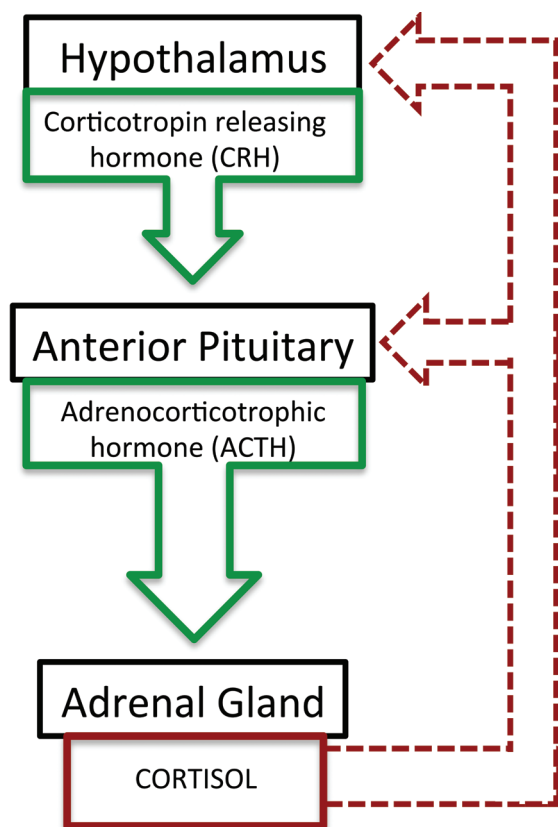 Hypothalamus
Corticotropin releasing
hormone (CRH)
Anterior Pituitary
Adrenocorticotrophic
hormone (ACTH)
Adrenal Gland
CORTISOL